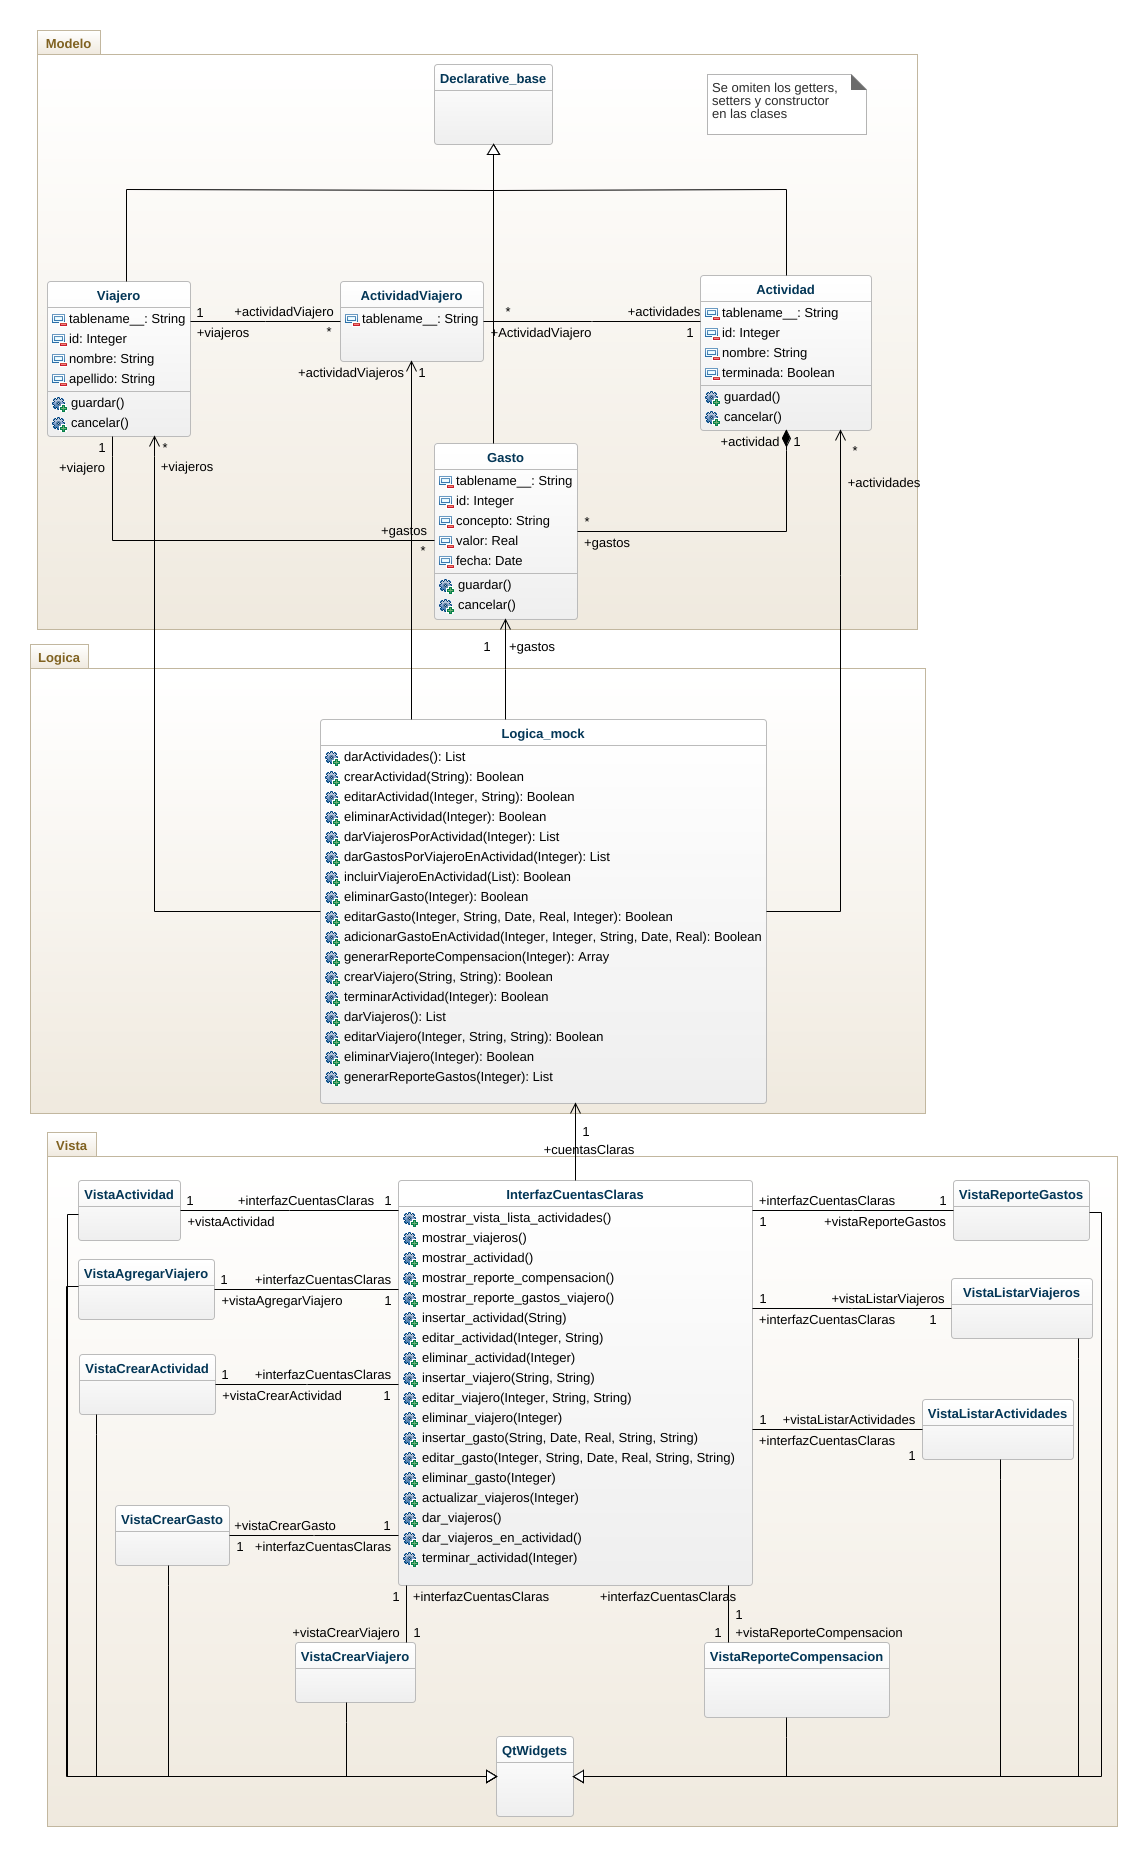 Modelo
Declarative_base
Se omiten los getters,
setters y constructor
en las clases
Viajero
tablename__: String
id: Integer
nombre: String
apellido: String
guardar()
cancelar()
1
+actividadViajero
+viajeros
*
ActividadViajero
tablename__: String
*
+actividades
+ActividadViajero
1
Actividad
tablename__: String
id: Integer
nombre: String
terminada: Boolean
guardad()
cancelar()
+actividadViajeros
1
1
+viajero
*
+viajeros
+actividad
1
*
+actividades
Gasto
tablename__: String
id: Integer
concepto: String
valor: Real
fecha: Date
guardar()
cancelar()
+gastos
*
*
+gastos
1
+gastos
Logica
Logica_mock
darActividades(): List
crearActividad(String): Boolean
editarActividad(Integer, String): Boolean
eliminarActividad(Integer): Boolean
darViajerosPorActividad(Integer): List
darGastosPorViajeroEnActividad(Integer): List
incluirViajeroEnActividad(List): Boolean
eliminarGasto(Integer): Boolean
editarGasto(Integer, String, Date, Real, Integer): Boolean
adicionarGastoEnActividad(Integer, Integer, String, Date, Real): Boolean
generarReporteCompensacion(Integer): Array
crearViajero(String, String): Boolean
terminarActividad(Integer): Boolean
darViajeros(): List
editarViajero(Integer, String, String): Boolean
eliminarViajero(Integer): Boolean
generarReporteGastos(Integer): List
1
+cuentasClaras
Vista
VistaActividad
1
+interfazCuentasClaras
1
+vistaActividad
VistaAgregarViajero
1
+interfazCuentasClaras
+vistaAgregarViajero
1
VistaCrearActividad
1
+interfazCuentasClaras
+vistaCrearActividad
1
VistaCrearGasto
+vistaCrearGasto
1
1
+interfazCuentasClaras
InterfazCuentasClaras
mostrar_vista_lista_actividades()
mostrar_viajeros()
mostrar_actividad()
mostrar_reporte_compensacion()
mostrar_reporte_gastos_viajero()
insertar_actividad(String)
editar_actividad(Integer, String)
eliminar_actividad(Integer)
insertar_viajero(String, String)
editar_viajero(Integer, String, String)
eliminar_viajero(Integer)
insertar_gasto(String, Date, Real, String, String)
editar_gasto(Integer, String, Date, Real, String, String)
eliminar_gasto(Integer)
actualizar_viajeros(Integer)
dar_viajeros()
dar_viajeros_en_actividad()
terminar_actividad(Integer)
+interfazCuentasClaras
1
1
+vistaReporteGastos
VistaReporteGastos
1
+vistaListarViajeros
+interfazCuentasClaras
1
VistaListarViajeros
1
+vistaListarActividades
+interfazCuentasClaras
1
VistaListarActividades
1
+interfazCuentasClaras
+vistaCrearViajero
1
VistaCrearViajero
+interfazCuentasClaras
1
1
+vistaReporteCompensacion
VistaReporteCompensacion
QtWidgets